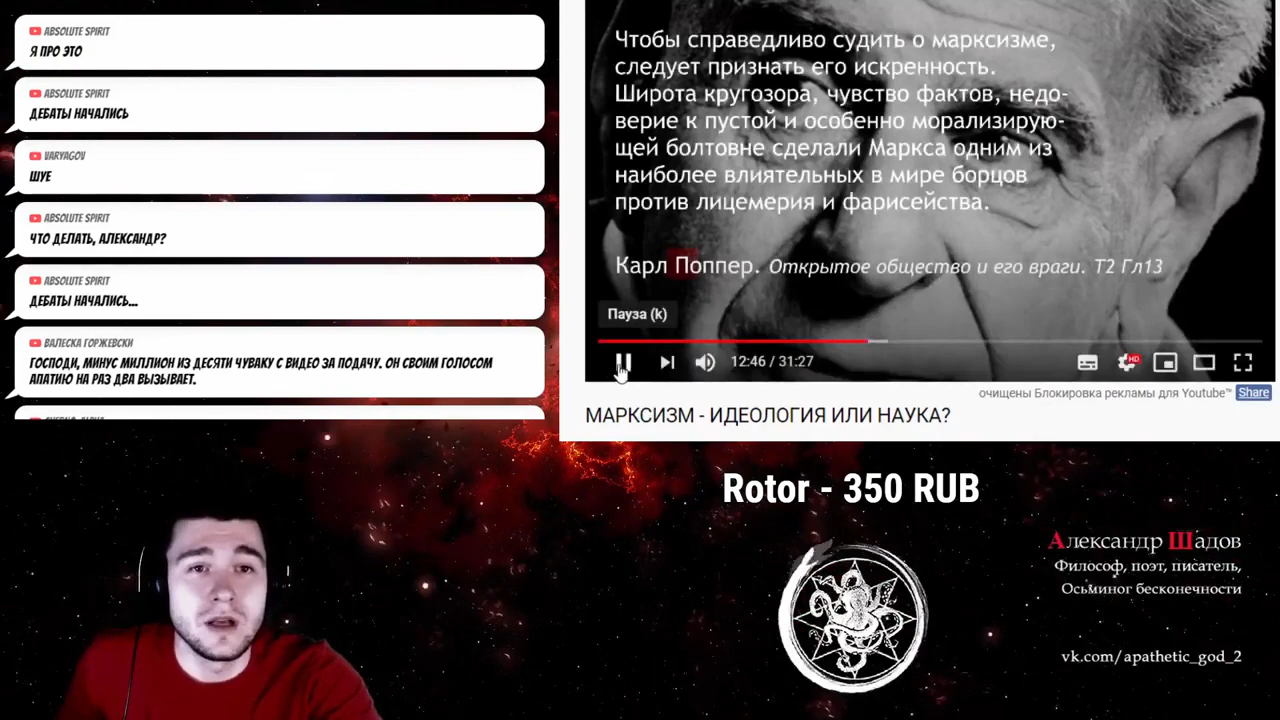 ABSOLUTE SPIRIT
Я ПРО ЭТО
ABSOLUTE SPIRIT
ДЕБАТЫ НАЧАЛИСЬ
VARYAGOV
ШУЕ
ABSOLUTE SPIRIT
ЧТО ДЕЛАТЬ, АЛЕКСАНДР?
ABSOLUTE SPIRIT
ДЕБАТЫ НАЧАЛИСЬ...
ВАЛЕСКА ГОРЖЕВСКИ
ГОСПОДИ, МИНУС МИЛЛИОН ИЗ ДЕСЯТИ ЧУВАКУ С ВИДЕО ЗА ПОДАЧУ. ОН СВОИМ ГОЛОСОМ
АПАТИЮ НА РАЗ ДВА ВЫЗЫВАЕТ.
Чтобы справедливо судить о марксизме,
следует признать его искренность.
Широта кругозора, чувство фактов, недо-
верие к пустой и особенно морализирую-
щей болтовне сделали Маркса одним из
наиболее влиятельных в мире борцов
против лицемерия и фарисейства.
Карл Поппер. Открытое общество и его враги. Т2 Гл13
Пауза (k)
12:46 / 31:27
HD
очищены Блокировка рекламы для Youtube™ Share
МАРКСИЗМ - ИДЕОЛОГИЯ ИЛИ НАУКА?
Rotor - 350 RUB
Александр Шадов
Философ, поэт, писатель,
Осьминог бесконечности
vk.com/apathetic_god_2